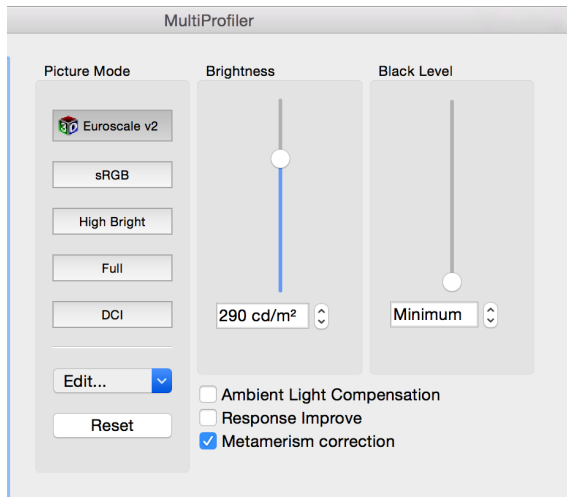 MultiProfiler
Picture Mode
Brightness
Black Level
3D Euroscale v2
sRGB
High Bright
Full
DCI
290 cd/m²
Minimum
Edit...
Reset
Ambient Light Compensation
Response Improve
Metamerism correction